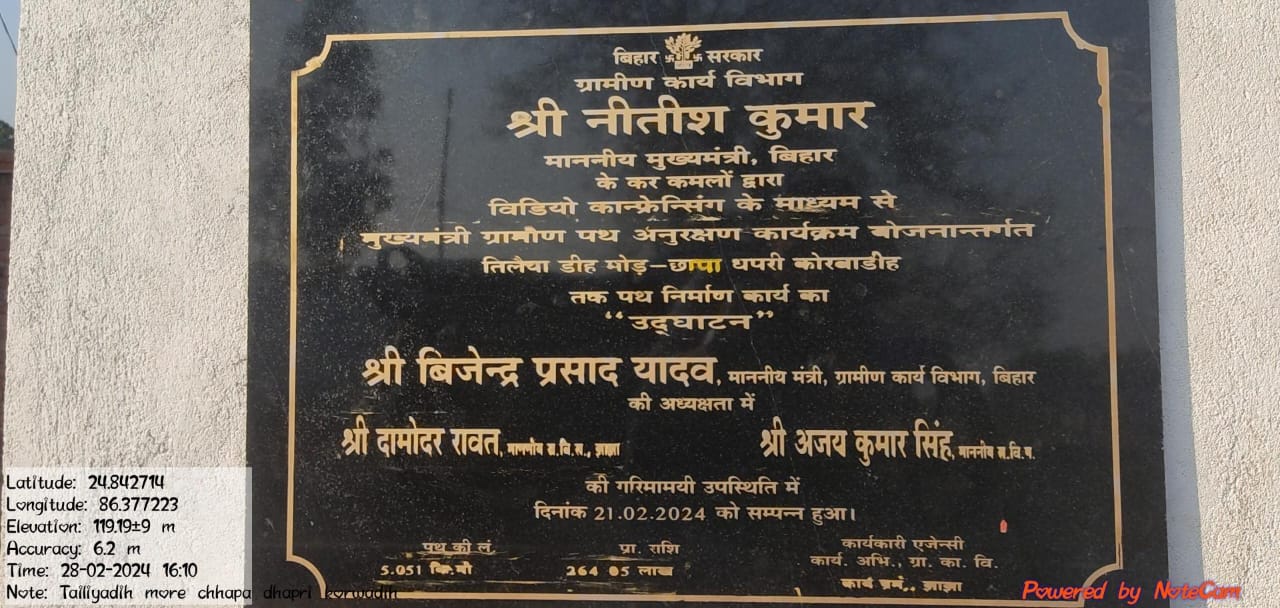 बिहार सरकार
ग्रामीण कार्य विभाग
श्री नीतीश कुमार
माननीय मुख्यमंत्री, बिहार
के कर कमलों द्वारा
विडियो कान्फ्रेन्सिंग के माध्यम से
मुख्यमंत्री ग्रामीण पथ अनुरक्षण कार्यक्रम योजनान्तर्गत
तिलैया डीह मोड़–छापा धपरी कोरवाडीह
तक पथ निर्माण कार्य का
“उद्घाटन”
श्री बिजेन्द्र प्रसाद यादव, माननीय मंत्री, ग्रामीण कार्य विभाग, बिहार
की अध्यक्षता में
श्री दामोदर रावत, माननीय स.वि.स., झाझा श्री अजय कुमार सिंह, माननीय स.वि.प.
की गरिमामयी उपस्थिति में
दिनांक 21.02.2024 को सम्पन्न हुआ।
पथ की लं. प्रा. राशि कार्यकारी एजेन्सी
5.051 कि.मी 264 05 लाख कार्य. अभि., ग्रा. का. वि.
कार्य प्रमं., झाझा
Latitude: 24.842714
Longitude: 86.377223
Elevation: 119.19±9 m
Accuracy: 6.2 m
Time: 28-02-2024 16:10
Note: Tailiyadih more chhapa dhapri korwadih
Powered by NoteCam